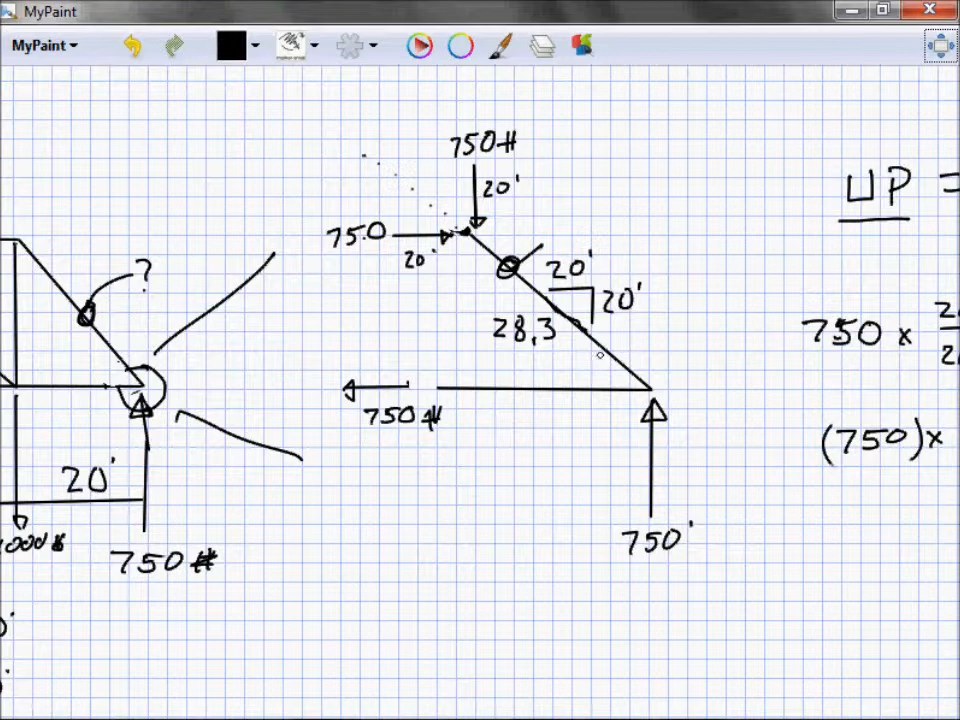 MyPaint
MyPaint
750#
20'
UP =
750
20'
20'
20'
?
28,3
750 x
750#
(750)x
20'
750'
750#